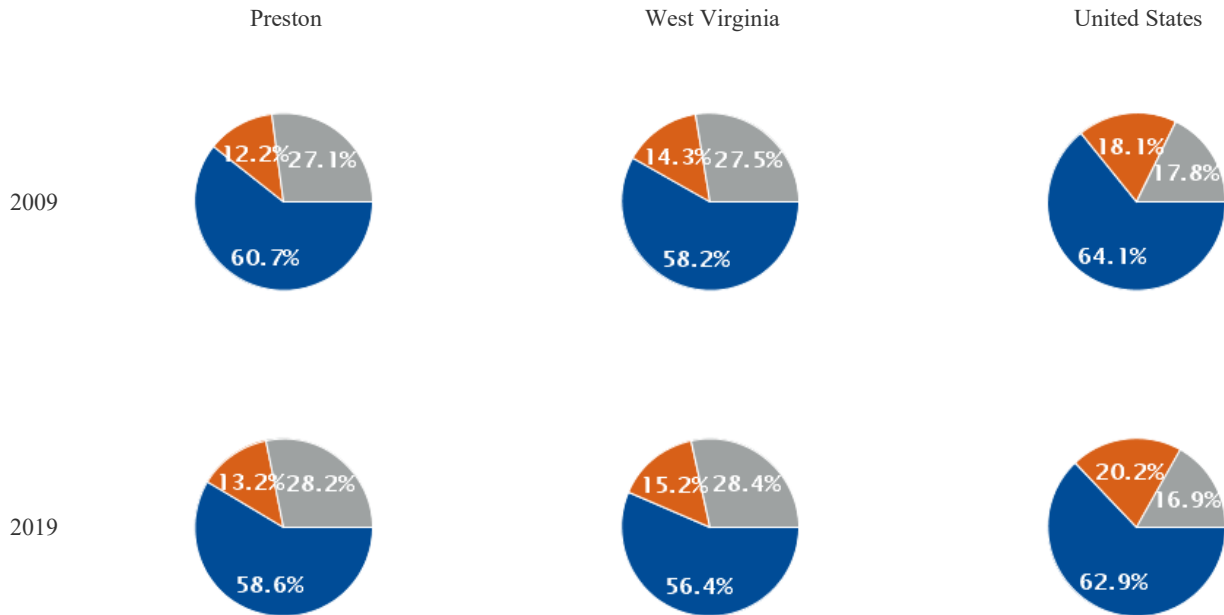 Preston West Virginia United States
12.2% 27.1% 14.3% 27.5% 18.1% 17.8%
2009
60.7% 58.2% 64.1%
13.2% 28.2% 15.2% 28.4% 20.2% 16.9%
2019
58.6% 56.4% 62.9%